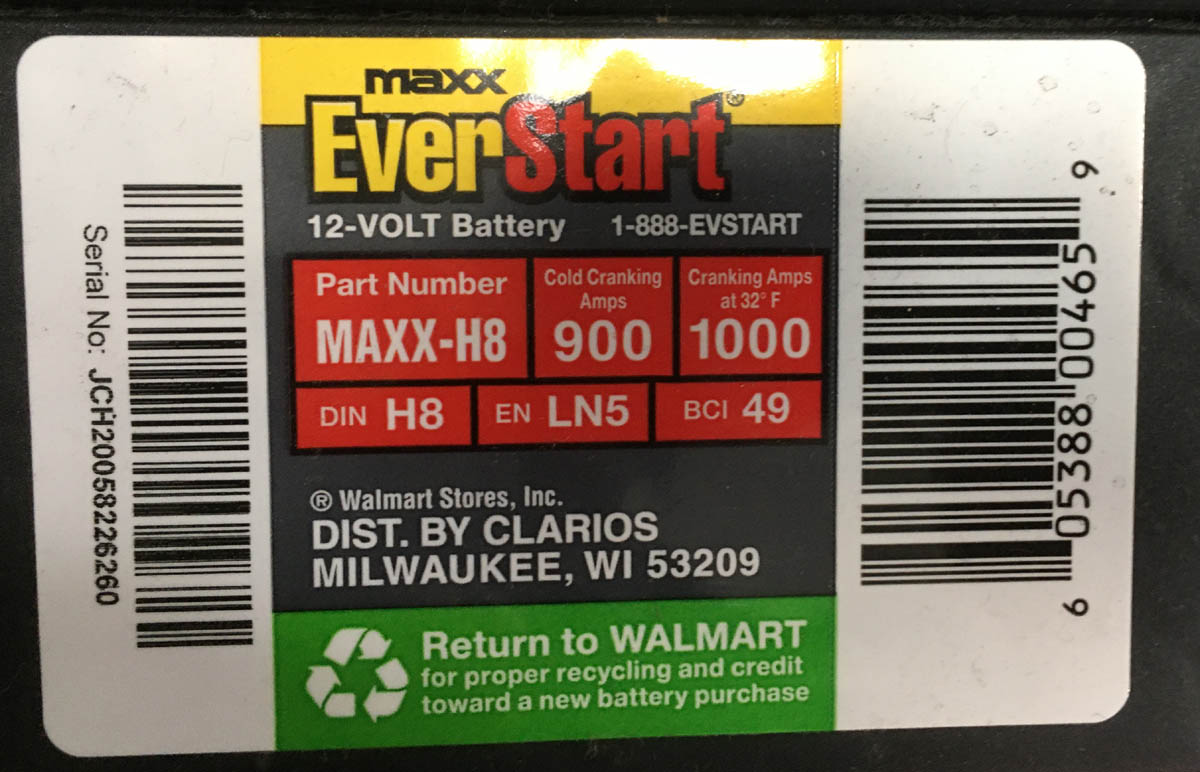 maxx
EverStart®
12-VOLT Battery 1-888-EVSTART
Part Number
MAXX-H8
Cold Cranking
Amps
900
Cranking Amps
at 32° F
1000
DIN H8
EN LN5
BCI 49
® Walmart Stores, Inc.
DIST. BY CLARIOS
MILWAUKEE, WI 53209
Return to WALMART
for proper recycling and credit
toward a new battery purchase
Serial No: JCH20058226260
6 05388 00465 9